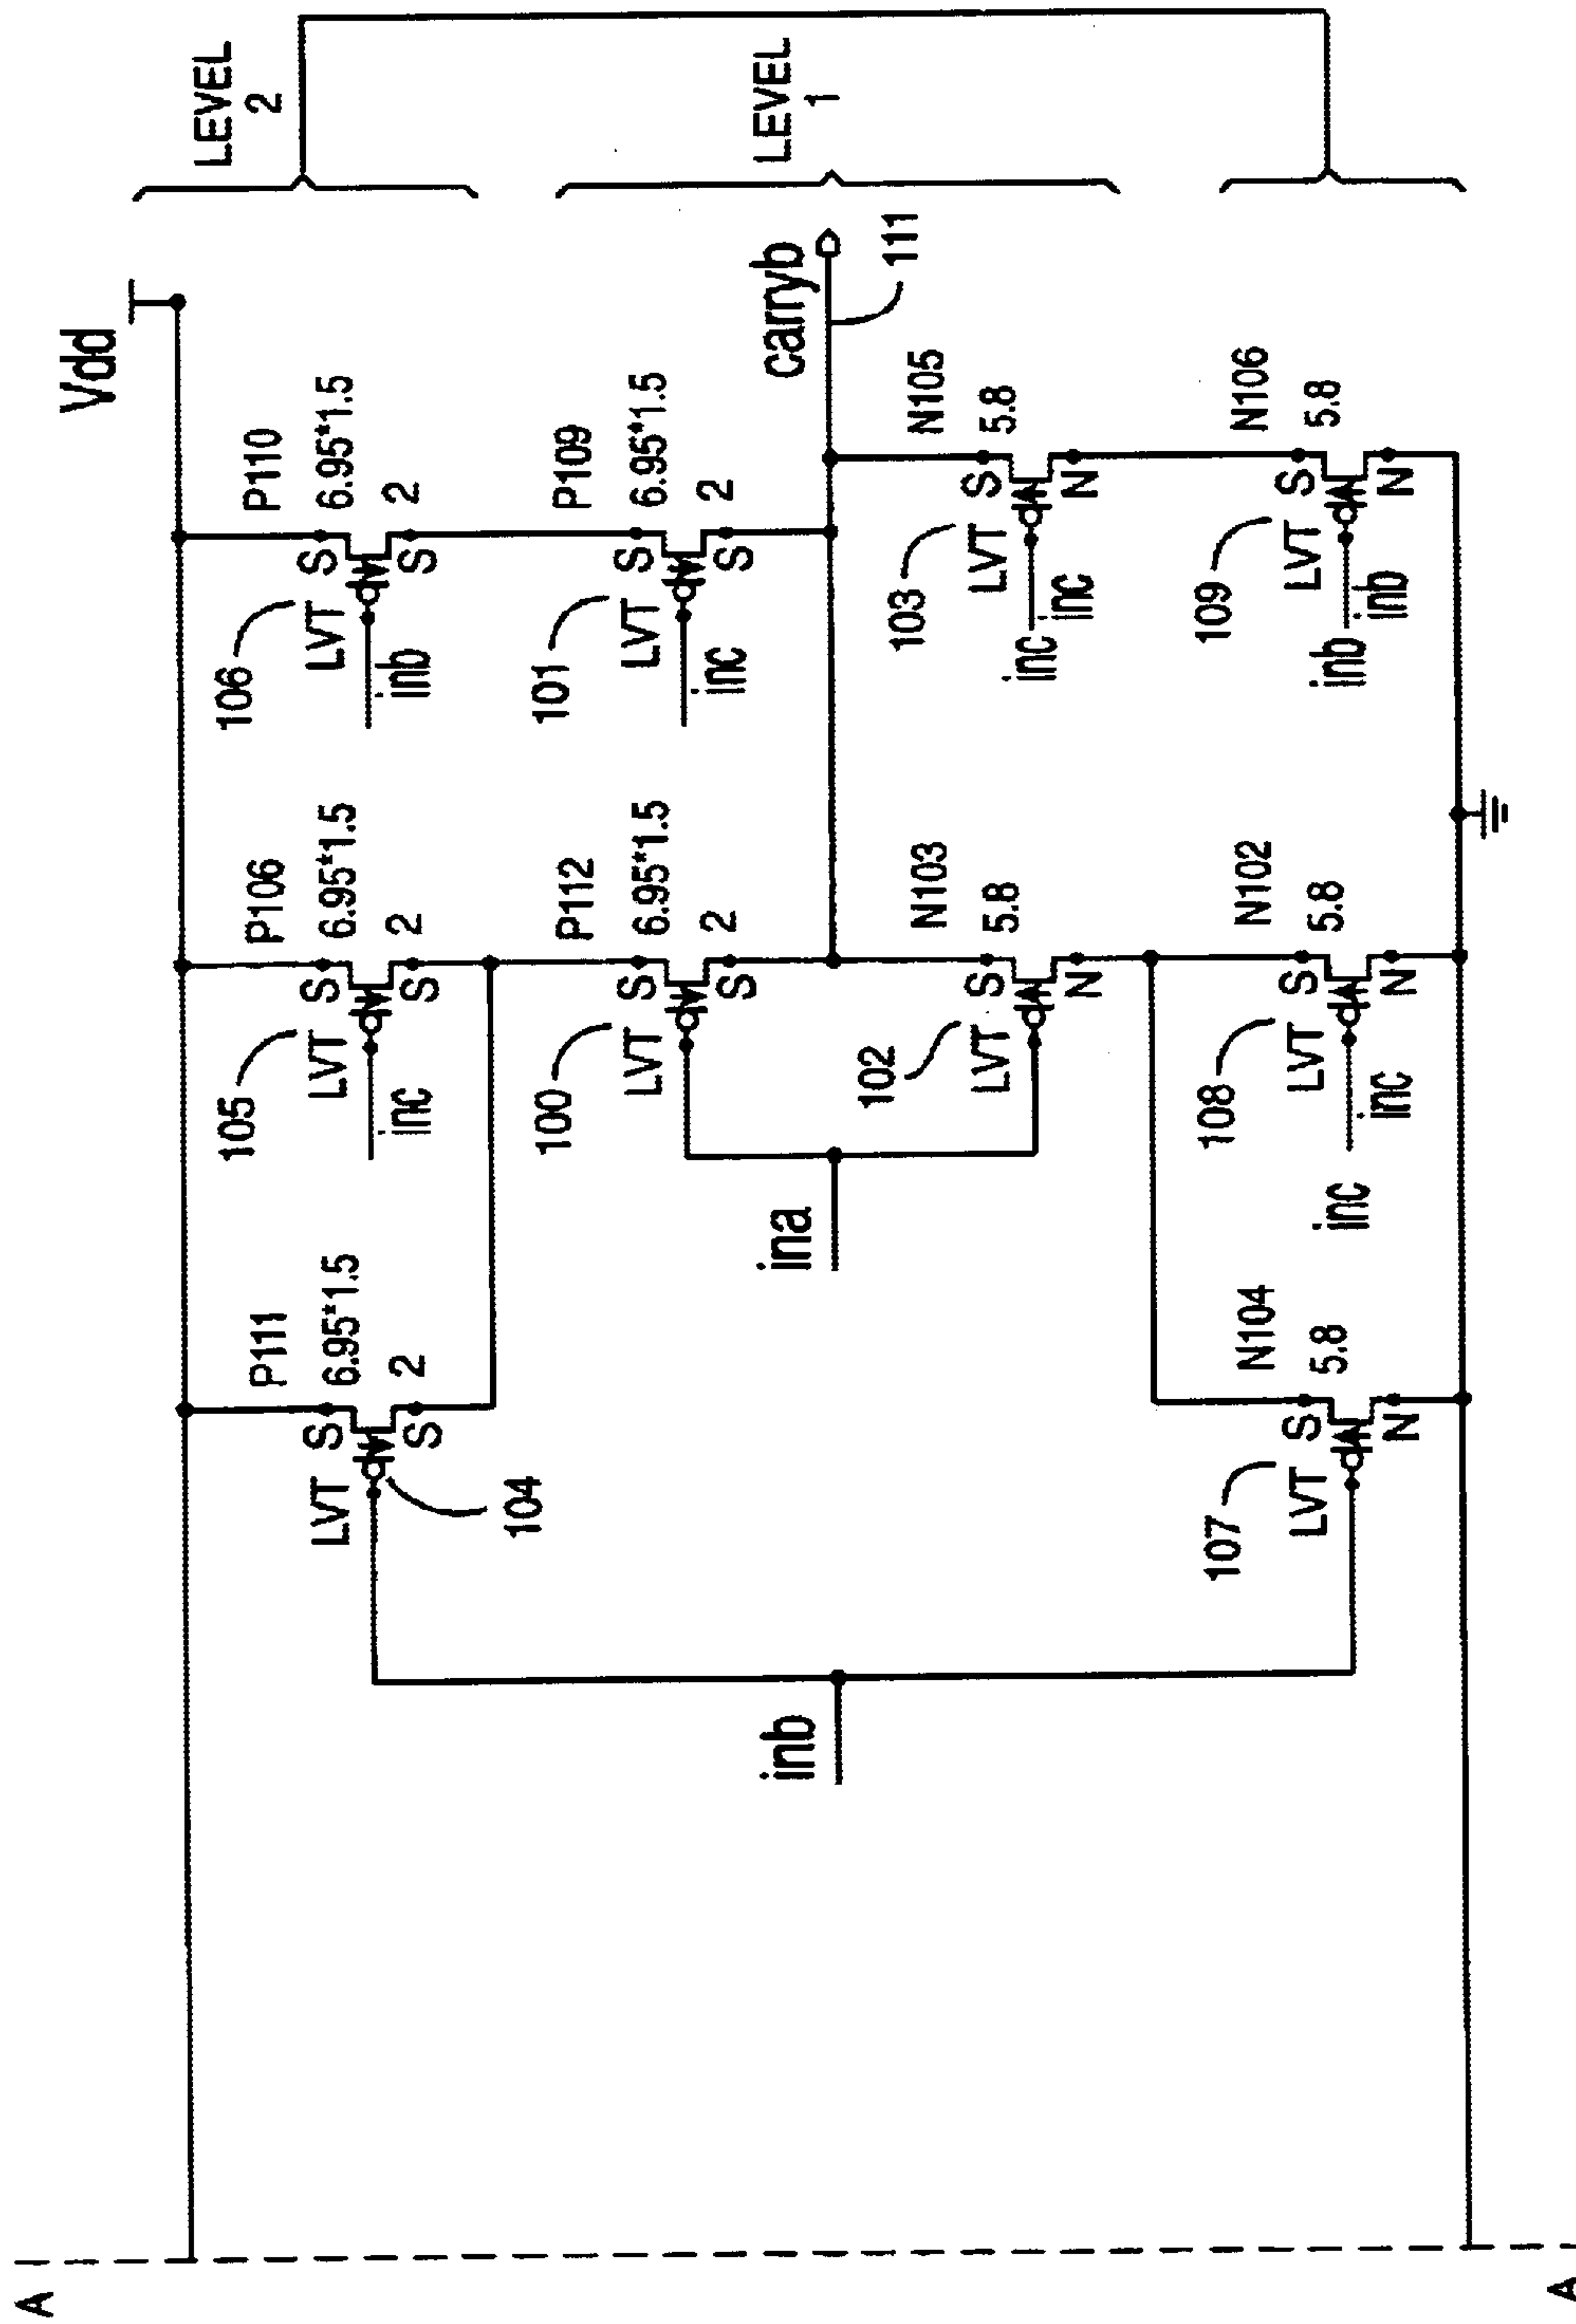 A
A
LEVEL
2
LEVEL
1
Vdd
P111
6.95*1.5
S
2
S
LVT
104
P106
6.95*1.5
S
2
S
LVT
105
inc
P110
6.95*1.5
S
2
S
LVT
106
inb
P112
6.95*1.5
S
2
S
LVT
100
P109
6.95*1.5
S
2
S
LVT
101
inc
inb
ina
carryb
111
N103
5.8
S
N
LVT
102
N105
5.8
S
N
LVT
103
inc
inc
N104
5.8
S
N
LVT
107
N102
5.8
S
N
LVT
108
inc
inc
N106
5.8
S
N
LVT
109
inb
inb